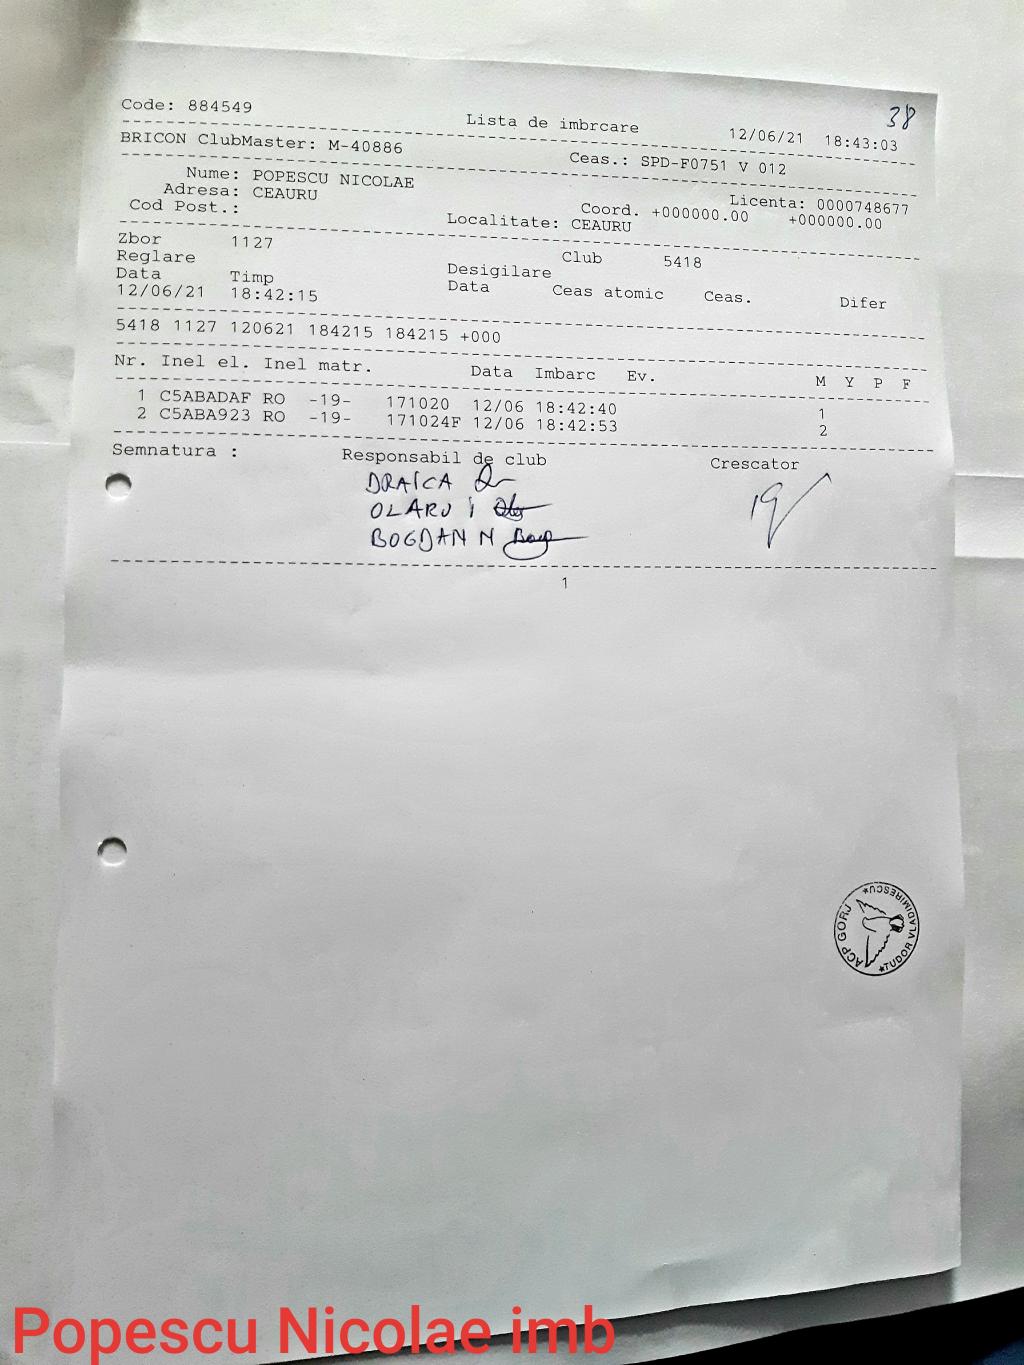 38
Code: 884549 Lista de imbrcare 12/06/21 18:43:03
BRICON ClubMaster: M-40886 Ceas.: SPD-F0751 V 012
Nume: POPESCU NICOLAE Licenta: 0000748677
Adresa: CEAURU Coord. +000000.00 +000000.00
Cod Post.: Localitate: CEAURU
Zbor 1127 Club 5418
Reglare Desigilare
Data Timp Data Ceas atomic Ceas. Difer
12/06/21 18:42:15
5418 1127 120621 184215 184215 +000
Nr. Inel el. Inel matr. Data Imbarc Ev. M Y P F
1 C5ABADAF RO -19- 171020 12/06 18:42:40 1
2 C5ABA923 RO -19- 171024F 12/06 18:42:53 2
Semnatura : Responsabil de club Crescator
DRAICA
OLARU I
BOGDAN N
1
ACP GORJ
*TUDOR VLADIMIRESCU*
Popescu Nicolae imb